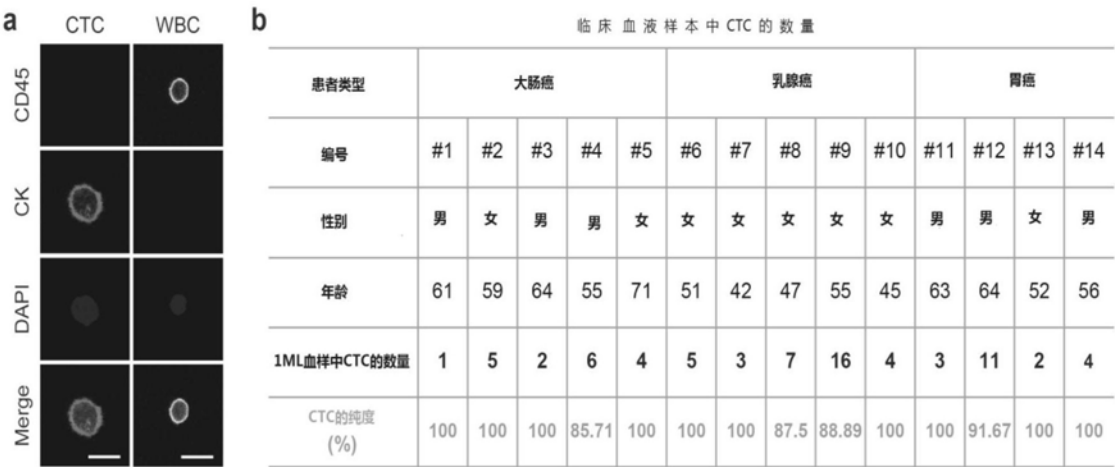 a
CTC WBC
CD45
CK
DAPI
Merge
b
临床血液样本中CTC的数量
患者类型 大肠癌 乳腺癌 胃癌
编号 #1 #2 #3 #4 #5 #6 #7 #8 #9 #10 #11 #12 #13 #14
性别 男 女 男 男 女 女 女 女 女 女 男 男 女 男
年龄 61 59 64 55 71 51 42 47 55 45 63 64 52 56
1ML血样中CTC的数量 1 5 2 6 4 5 3 7 16 4 3 11 2 4
CTC的纯度
(%) 100 100 100 85.71 100 100 100 87.5 88.89 100 100 91.67 100 100